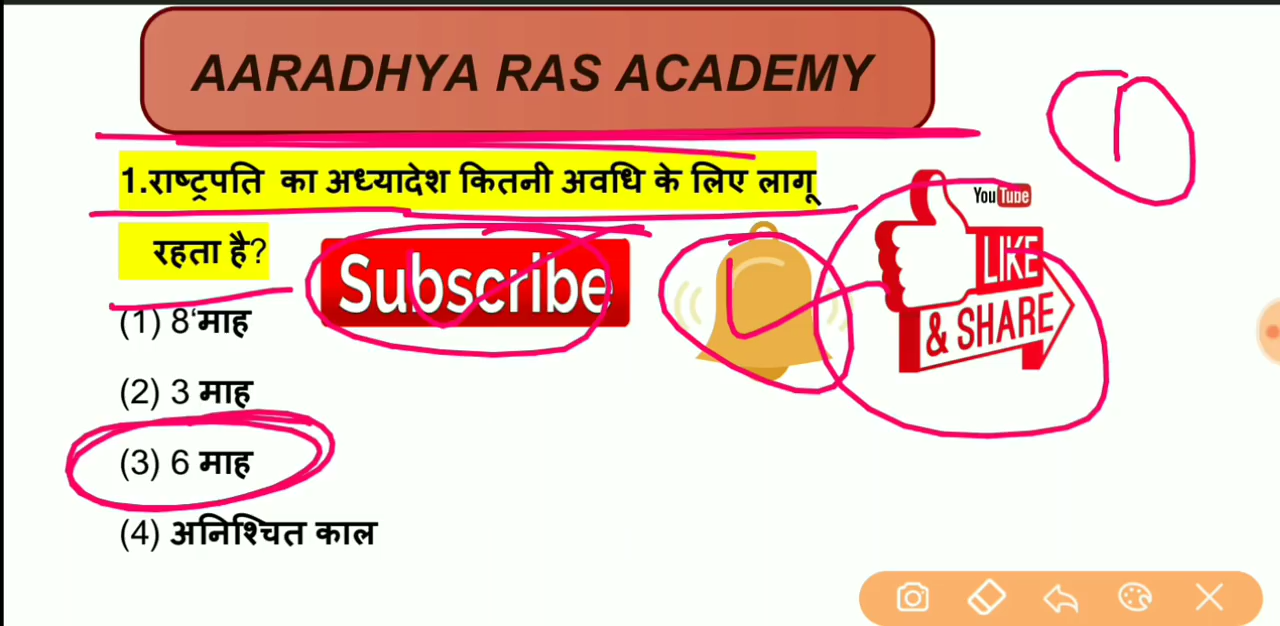 AARADHYA RAS ACADEMY
1.राष्ट्रपति का अध्यादेश कितनी अवधि के लिए लागू
रहता है?
1
YouTube
Subscribe
LIKE
& SHARE
(1) 8‘माह
(2) 3 माह
(3) 6 माह
(4) अनिश्चित काल